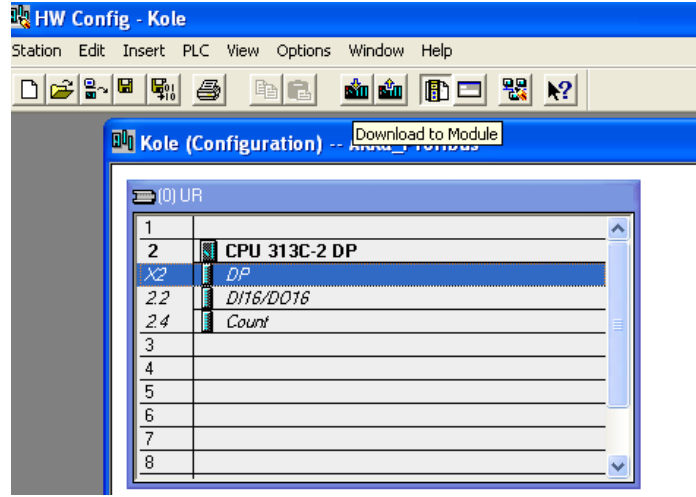 HW Config - Kole
Station Edit Insert PLC View Options Window Help
Download to Module
Kole (Configuration) --
(0) UR
1
2 CPU 313C-2 DP
X2 DP
2.2 DI16/DO16
2.4 Count
3
4
5
6
7
8